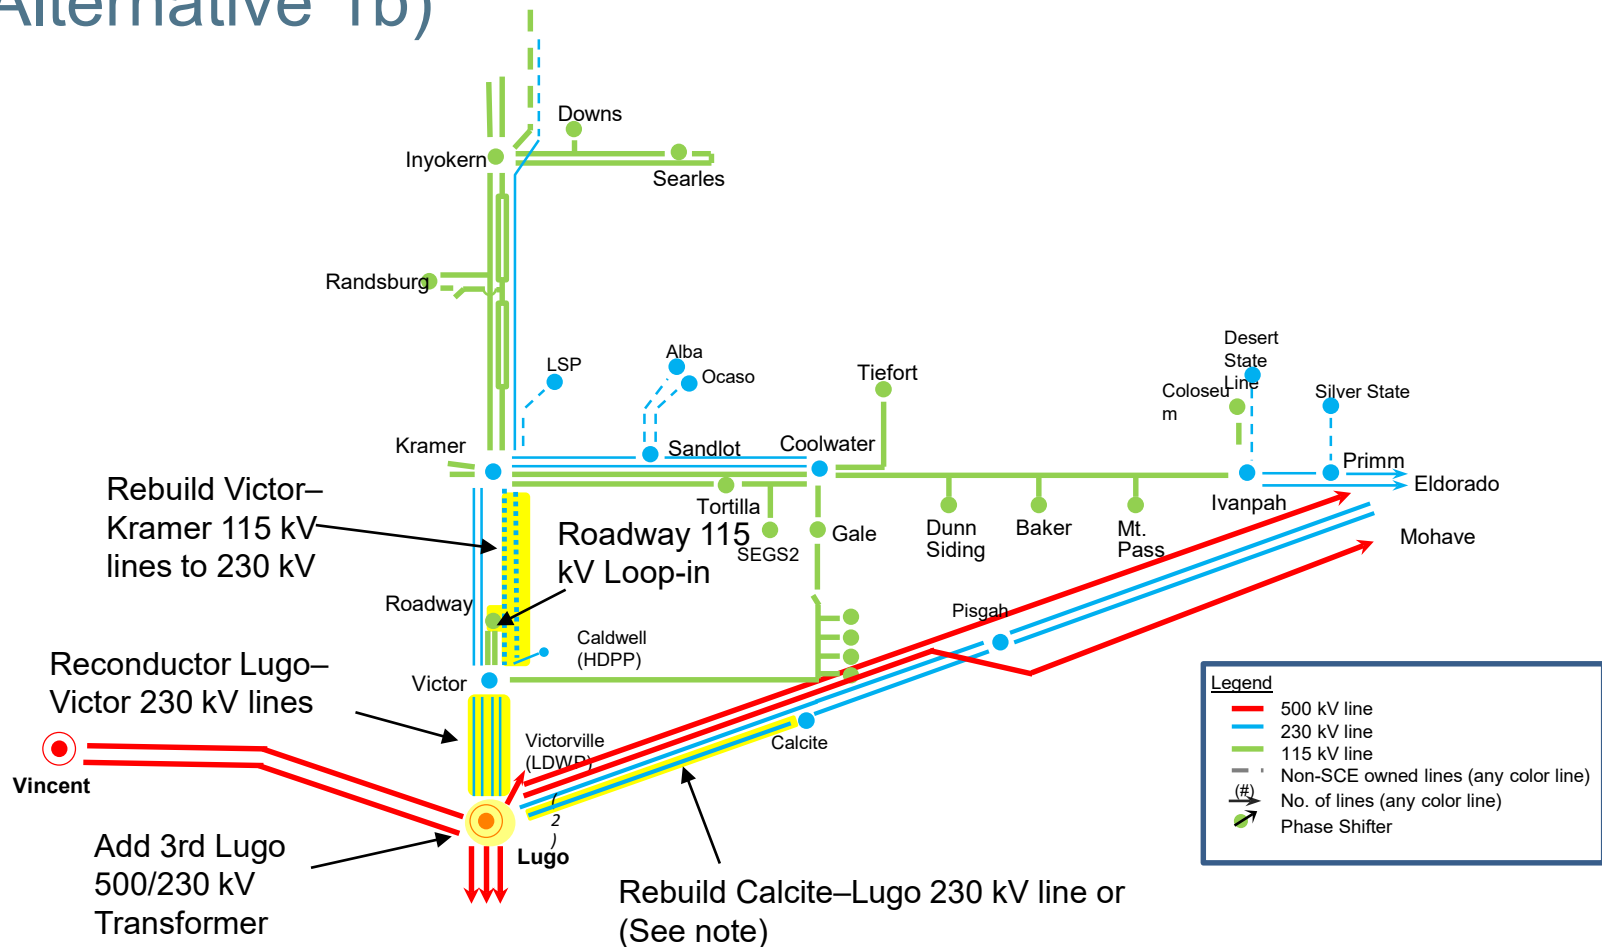 Alternative 1b)
Downs
Inyokern
Searles
Randsburg
LSP
Alba
Ocaso
Tiefort
Desert
State
Line
Coloseu
m
Silver State
Kramer
Sandlot
Coolwater
Primm
Eldorado
Ivanpah
Rebuild Victor–
Kramer 115 kV
lines to 230 kV
Tortilla
SEGS2
Roadway 115
kV Loop-in
Gale
Dunn
Siding
Baker
Mt.
Pass
Mohave
Roadway
Pisgah
Caldwell
(HDPP)
Reconductor Lugo–
Victor 230 kV lines
Victor
Victorville
(LDWP)
Calcite
Vincent
(2)
Lugo
Add 3rd Lugo
500/230 kV
Transformer
Rebuild Calcite–Lugo 230 kV line or
(See note)
Legend
500 kV line
230 kV line
115 kV line
Non-SCE owned lines (any color line)
(#)
No. of lines (any color line)
Phase Shifter